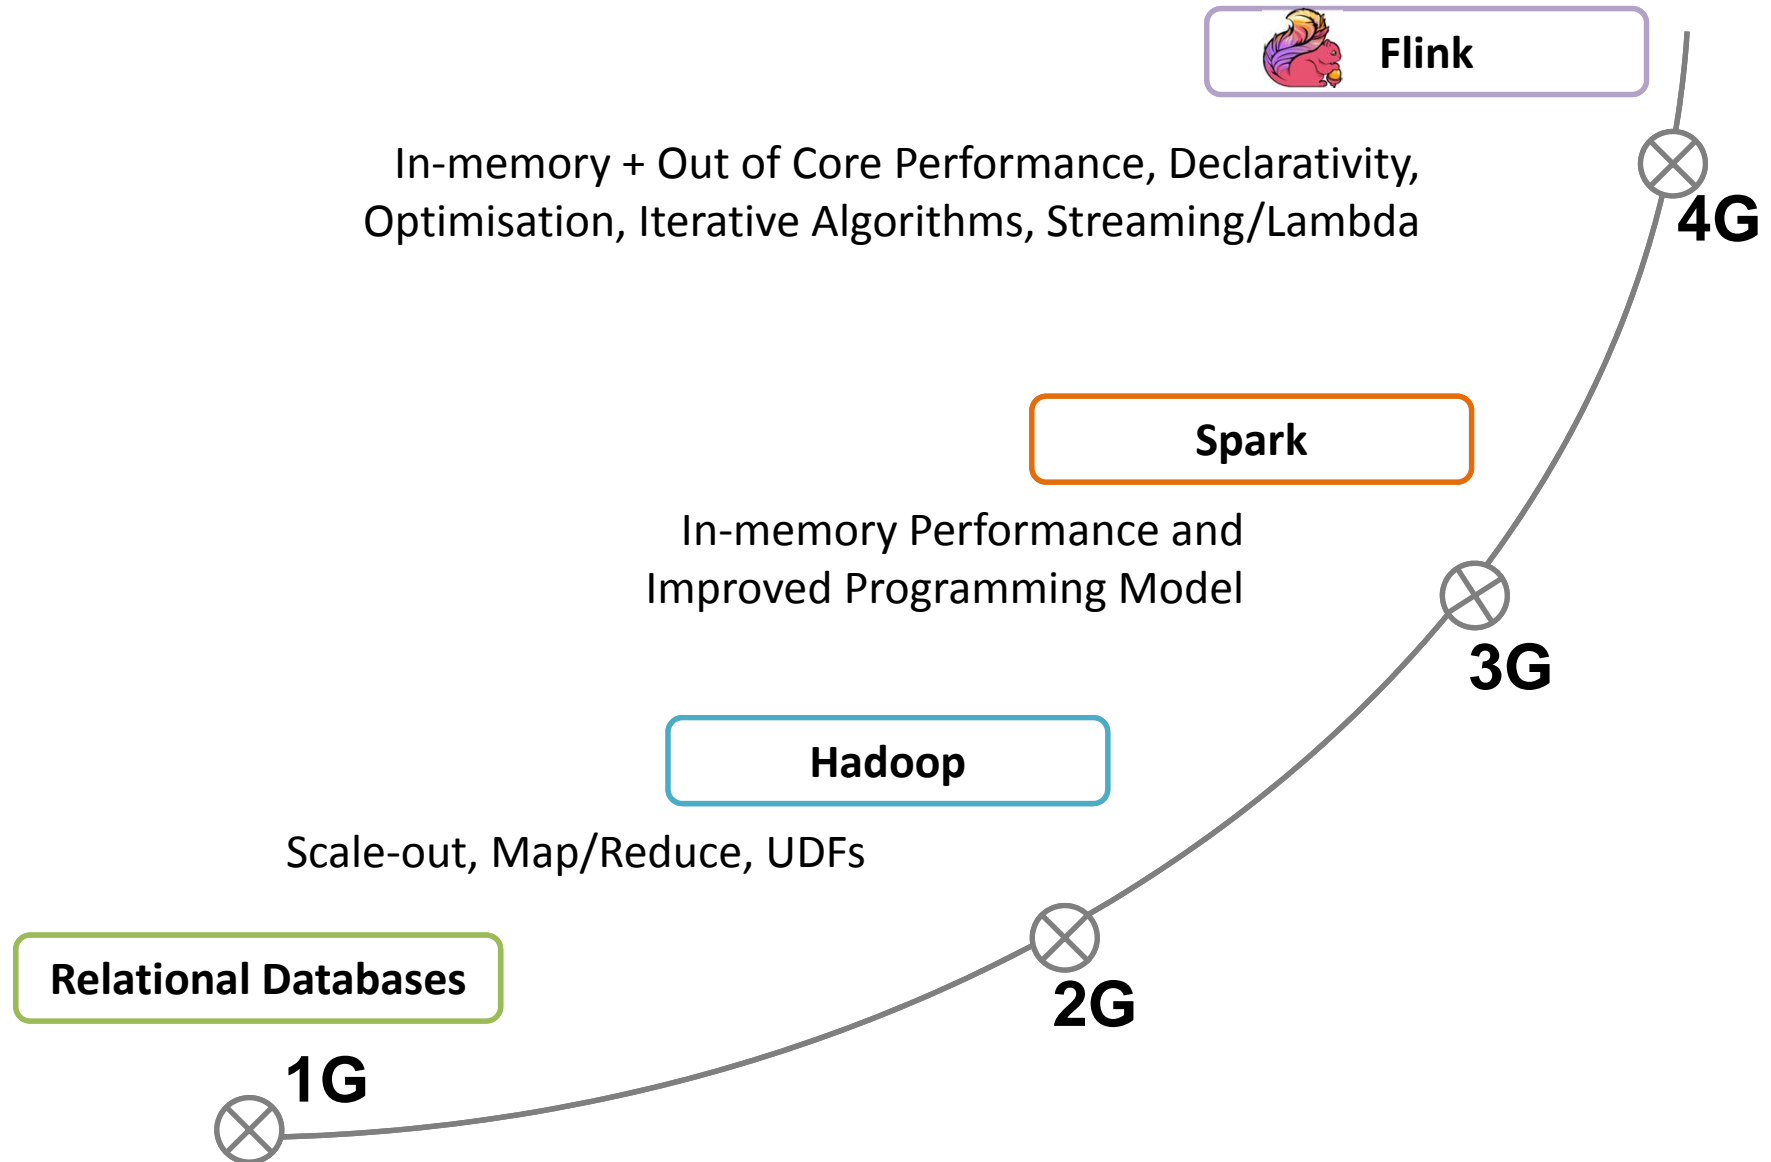 Flink
In-memory + Out of Core Performance, Declarativity,
Optimisation, Iterative Algorithms, Streaming/Lambda
4G
Spark
In-memory Performance and
Improved Programming Model
3G
Hadoop
Scale-out, Map/Reduce, UDFs
2G
Relational Databases
1G